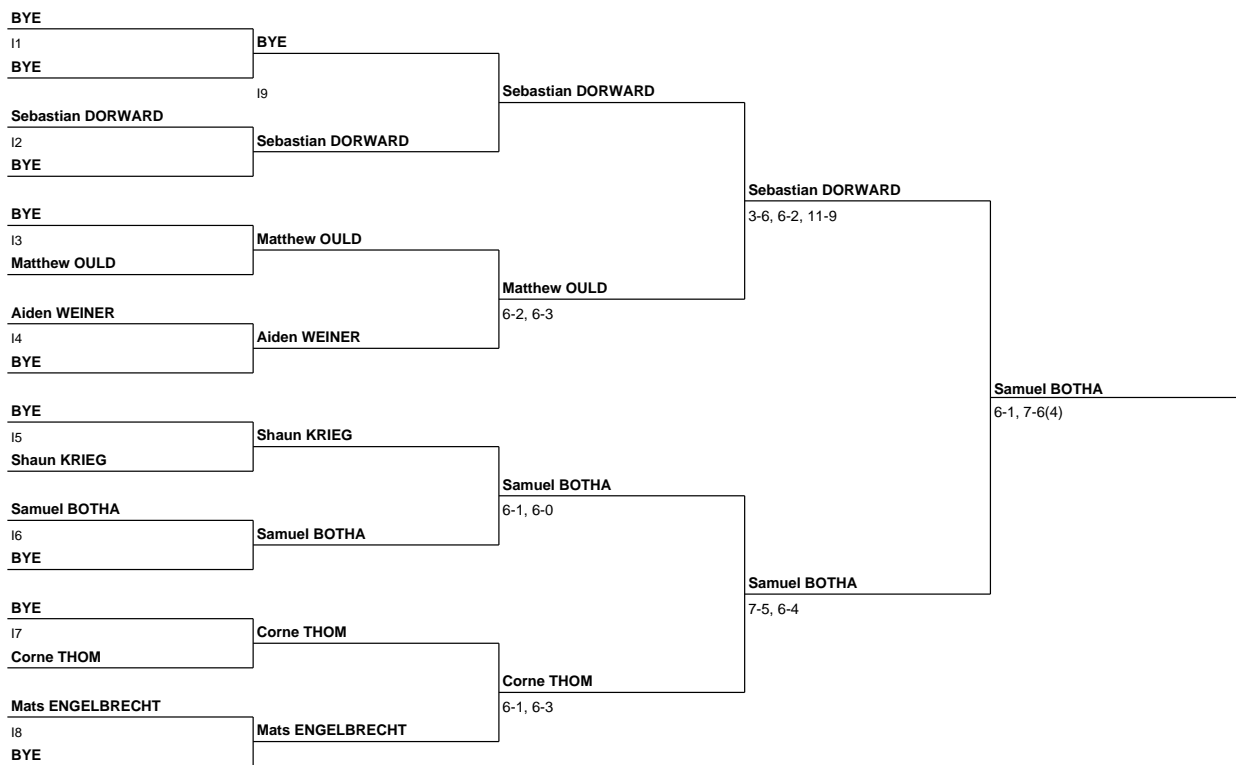 BYE
I1
BYE
BYE
I9
Sebastian DORWARD
Sebastian DORWARD
I2
Sebastian DORWARD
BYE
Sebastian DORWARD
3-6, 6-2, 11-9
BYE
I3
Matthew OULD
Matthew OULD
Matthew OULD
6-2, 6-3
Aiden WEINER
I4
Aiden WEINER
BYE
Samuel BOTHA
6-1, 7-6(4)
BYE
I5
Shaun KRIEG
Shaun KRIEG
Samuel BOTHA
6-1, 6-0
Samuel BOTHA
I6
Samuel BOTHA
BYE
Samuel BOTHA
7-5, 6-4
BYE
I7
Corne THOM
Corne THOM
Corne THOM
6-1, 6-3
Mats ENGELBRECHT
I8
Mats ENGELBRECHT
BYE